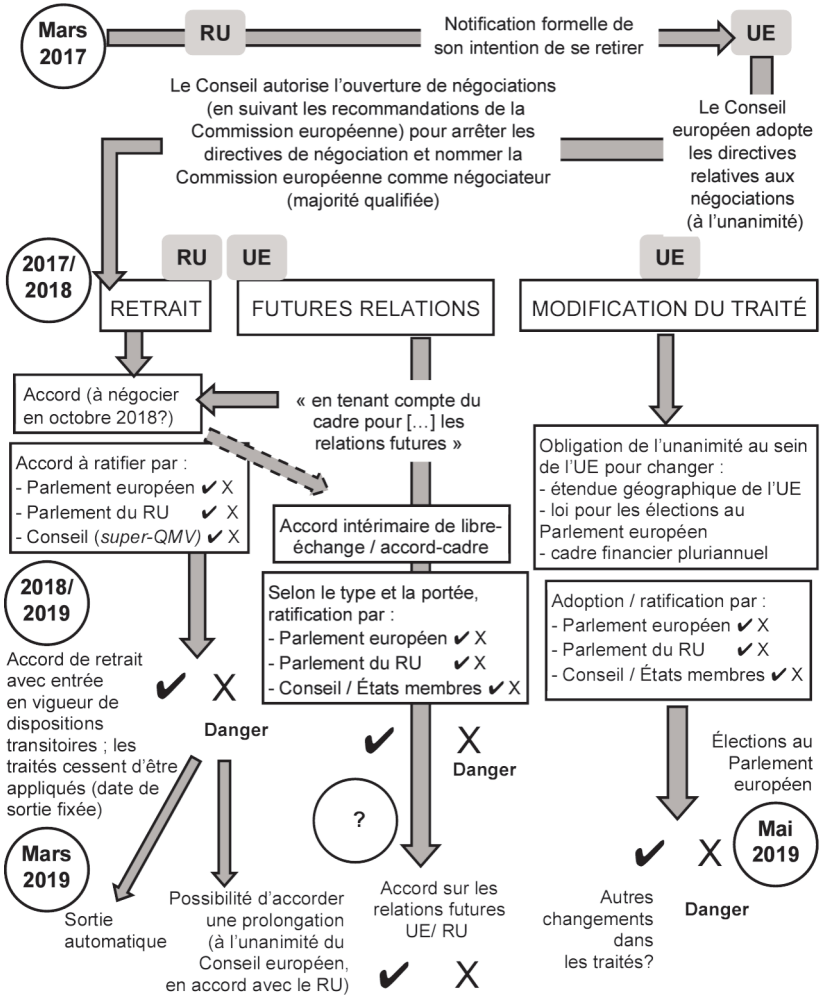 Mars
2017
RU
Notification formelle de
son intention de se retirer
UE
Le Conseil autorise l’ouverture de négociations
(en suivant les recommandations de la
Commission européenne) pour arrêter les
directives de négociation et nommer la
Commission européenne comme négociateur
(majorité qualifiée)
Le Conseil
européen adopte
les directives
relatives aux
négociations
(à l’unanimité)
2017/
2018
RU
UE
UE
RETRAIT
FUTURES RELATIONS
MODIFICATION DU TRAITÉ
Accord (à négocier
en octobre 2018?)
« en tenant compte du
cadre pour […] les
relations futures »
Accord à ratifier par :
- Parlement européen ✔ X
- Parlement du RU ✔ X
- Conseil (super-QMV) ✔ X
Accord intérimaire de libre-
échange / accord-cadre
Obligation de l’unanimité au sein
de l’UE pour changer :
- étendue géographique de l’UE
- loi pour les élections au
Parlement européen
- cadre financier pluriannuel
2018/
2019
Selon le type et la portée,
ratification par :
- Parlement européen ✔ X
- Parlement du RU ✔ X
- Conseil / États membres ✔ X
Adoption / ratification par :
- Parlement européen ✔ X
- Parlement du RU ✔ X
- Conseil / États membres ✔ X
Accord de retrait
avec entrée
en vigueur de
dispositions
transitoires ; les
traités cessent d’être
appliqués (date de
sortie fixée)
✔ X
Danger
✔ X
Danger
Élections au
Parlement
européen
?
Mai
2019
✔ X
Danger
Mars
2019
Sortie
automatique
Possibilité d’accorder
une prolongation
(à l’unanimité du
Conseil européen,
en accord avec le RU)
Accord sur les
relations futures
UE/ RU
✔ X
Autres
changements
dans
les traités?